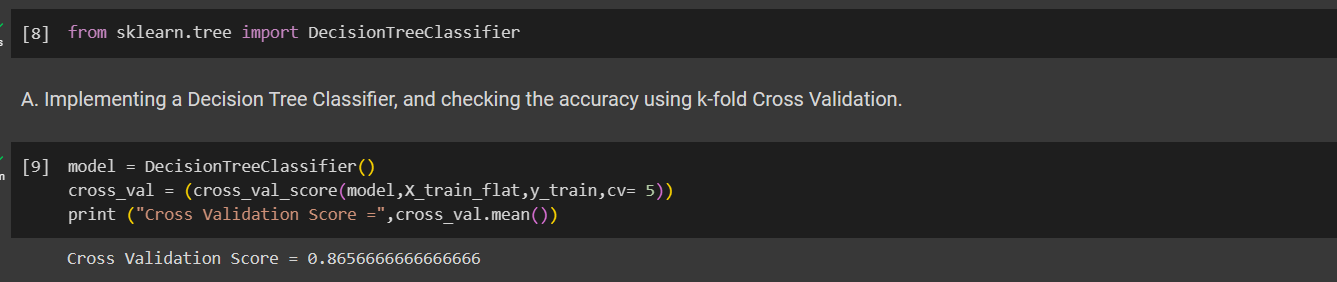 [8] from sklearn.tree import DecisionTreeClassifier
s
A. Implementing a Decision Tree Classifier, and checking the accuracy using k-fold Cross Validation.
[9] model = DecisionTreeClassifier()
n
cross_val = (cross_val_score(model,X_train_flat,y_train,cv= 5))
print ("Cross Validation Score =",cross_val.mean())
Cross Validation Score = 0.8656666666666666